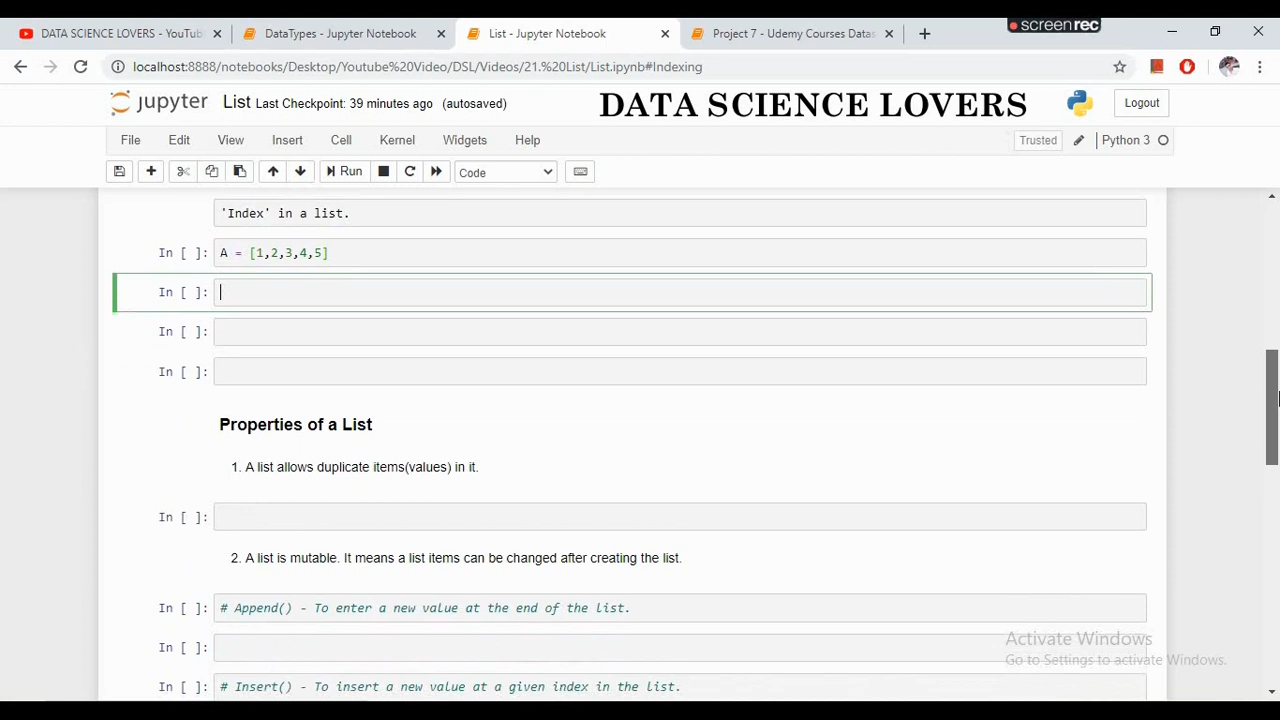 screenrec
DATA SCIENCE LOVERS - YouTub
DataTypes - Jupyter Notebook
List - Jupyter Notebook
Project 7 - Udemy Courses Datas
localhost:8888/notebooks/Desktop/Youtube%20Video/DSL/Videos/21.%20List/List.ipynb#Indexing
jupyter List Last Checkpoint: 39 minutes ago (autosaved)
DATA SCIENCE LOVERS
Logout
File Edit View Insert Cell Kernel Widgets Help
Trusted
Python 3
Run
Code
'Index' in a list.
In [ ]: A = [1,2,3,4,5]
In [ ]:
In [ ]:
In [ ]:
Properties of a List
1. A list allows duplicate items(values) in it.
In [ ]:
2. A list is mutable. It means a list items can be changed after creating the list.
In [ ]: # Append() - To enter a new value at the end of the list.
In [ ]:
In [ ]: # Insert() - To insert a new value at a given index in the list.
Activate Windows
Go to Settings to activate Windows.